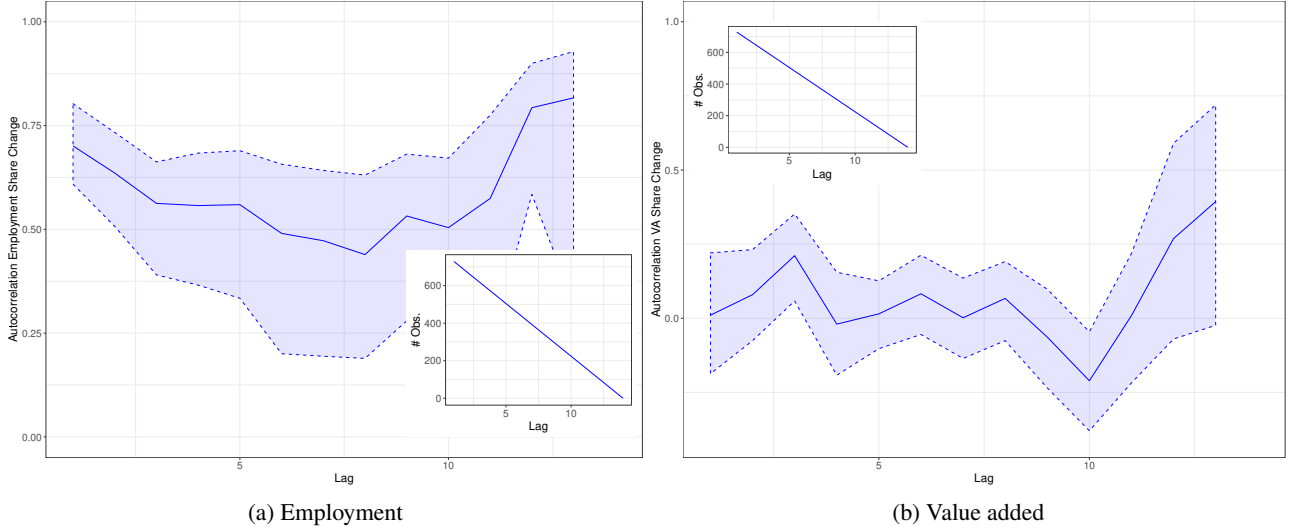 1.00
0.75
0.50
0.25
0.00
Autocorrelation Employment Share Change
5
10
Lag
600
400
200
0
# Obs.
5
10
Lag
(a) Employment
1.0
0.5
0.0
Autocorrelation VA Share Change
5
10
Lag
600
400
200
0
# Obs.
5
10
Lag
(b) Value added